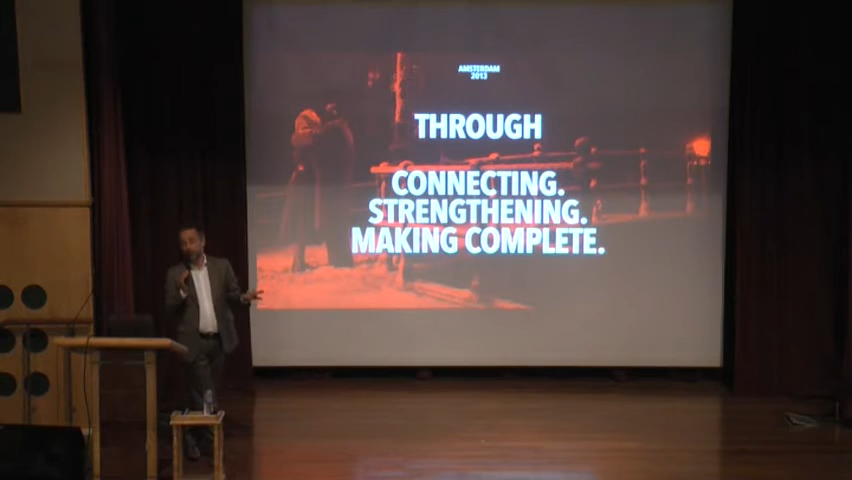 AMSTERDAM
2013
THROUGH
CONNECTING.
STRENGTHENING.
MAKING COMPLETE.